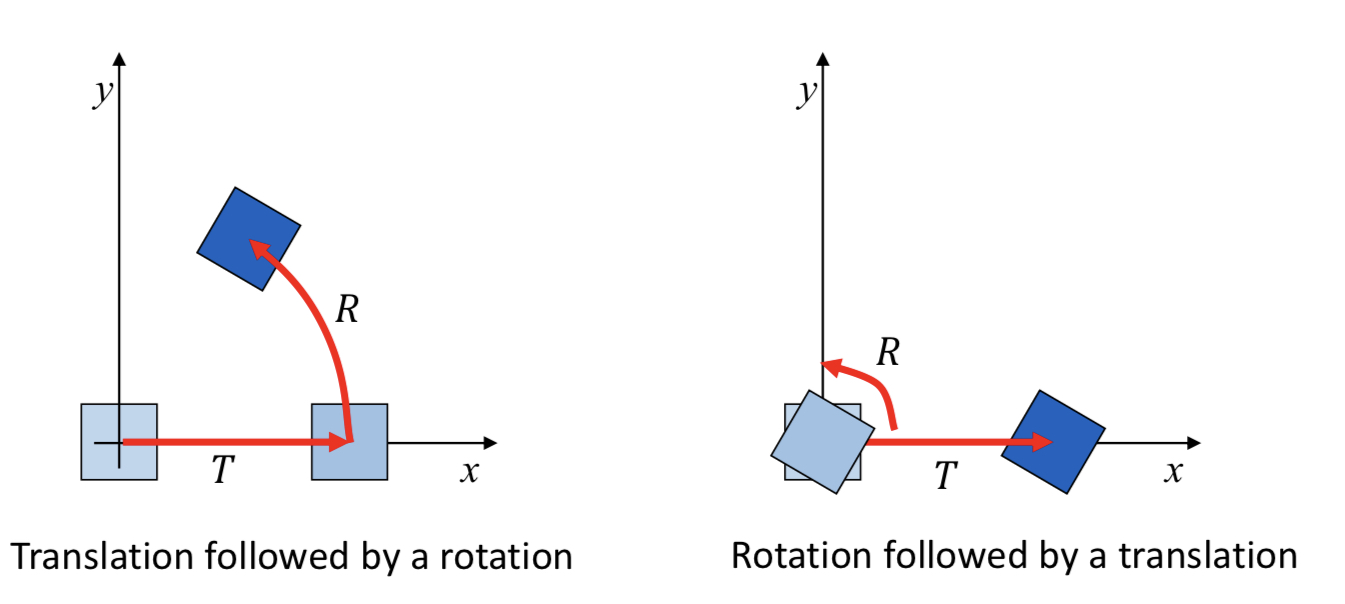 y
R
T
x
Translation followed by a rotation
y
R
T
x
Rotation followed by a translation